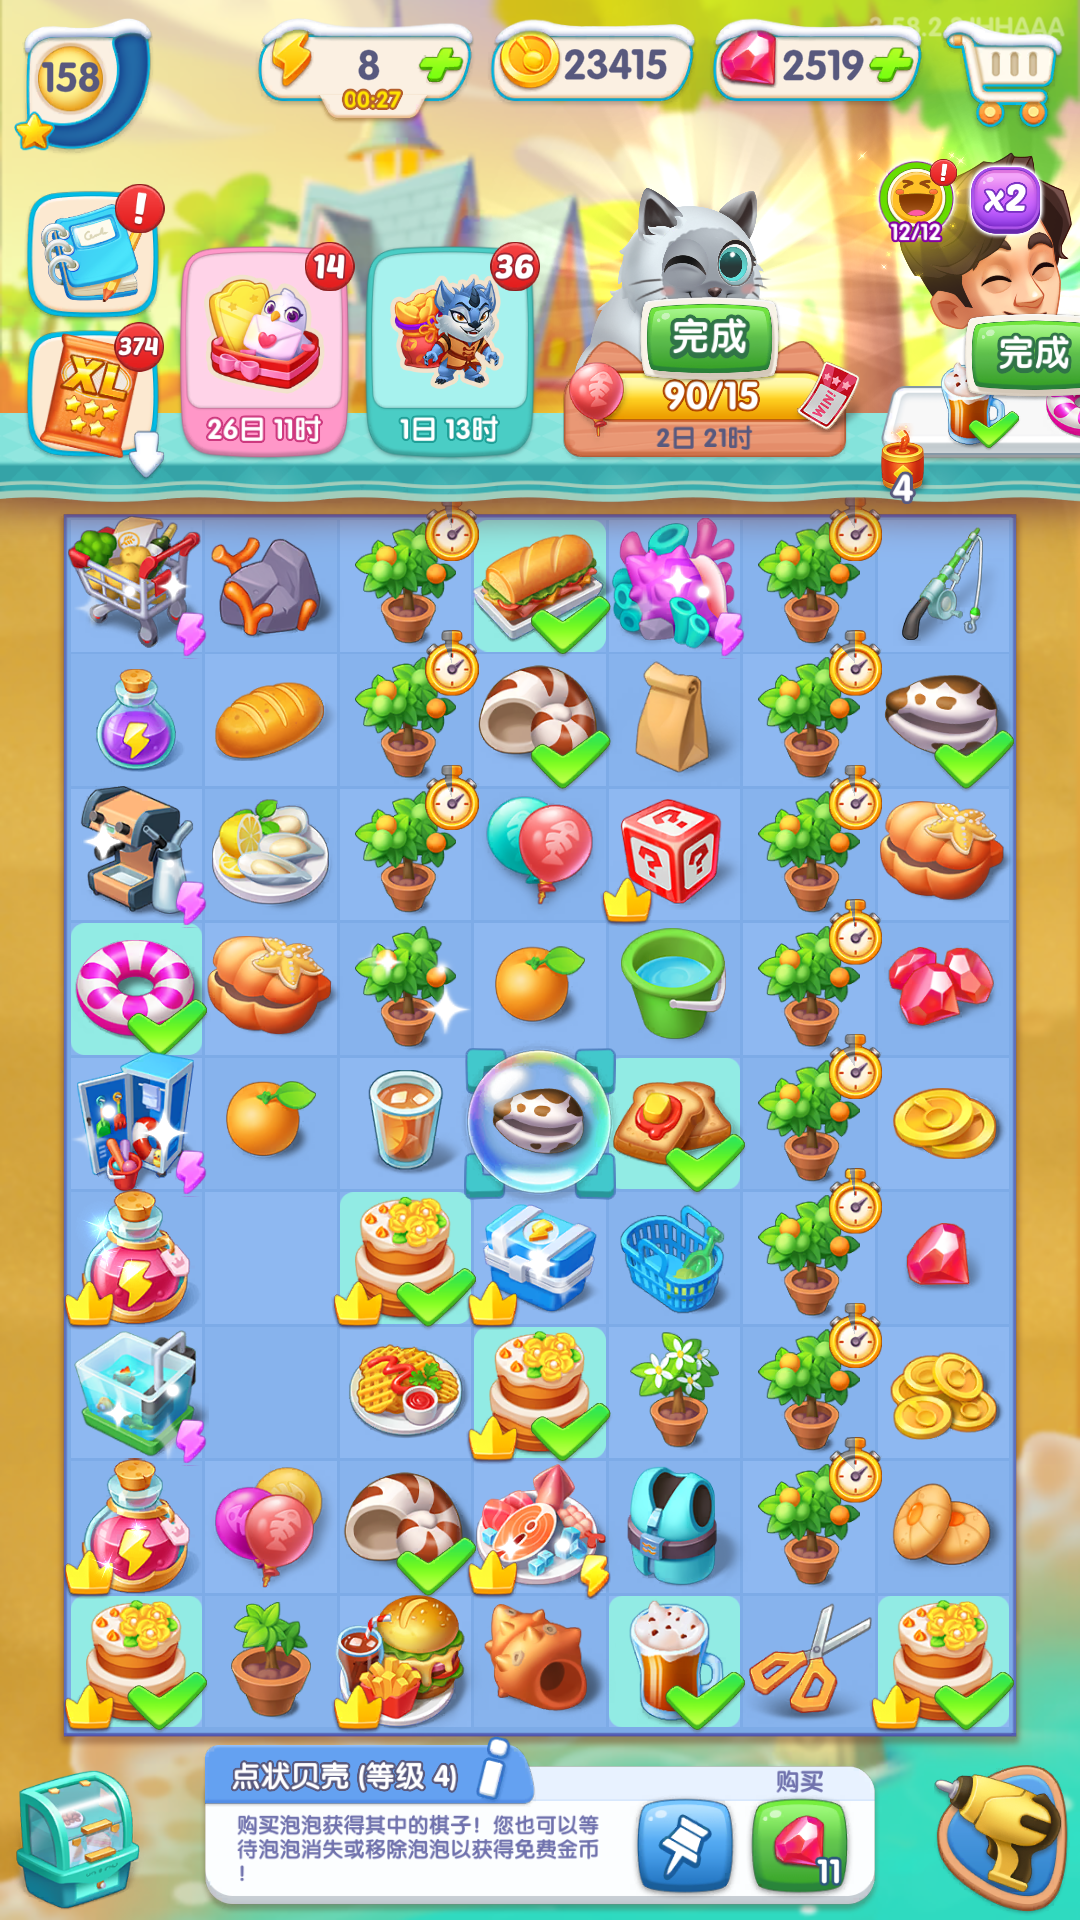 158
8
00:27
23415
2519
14
36
374
XL
26日 11时
1日 13时
完成
90/15
WIN!
2日 21时
12/12
x2
完成
4
点状贝壳 (等级 4)
购买
购买泡泡获得其中的棋子！您也可以等
待泡泡消失或移除泡泡以获得免费金币
！
11